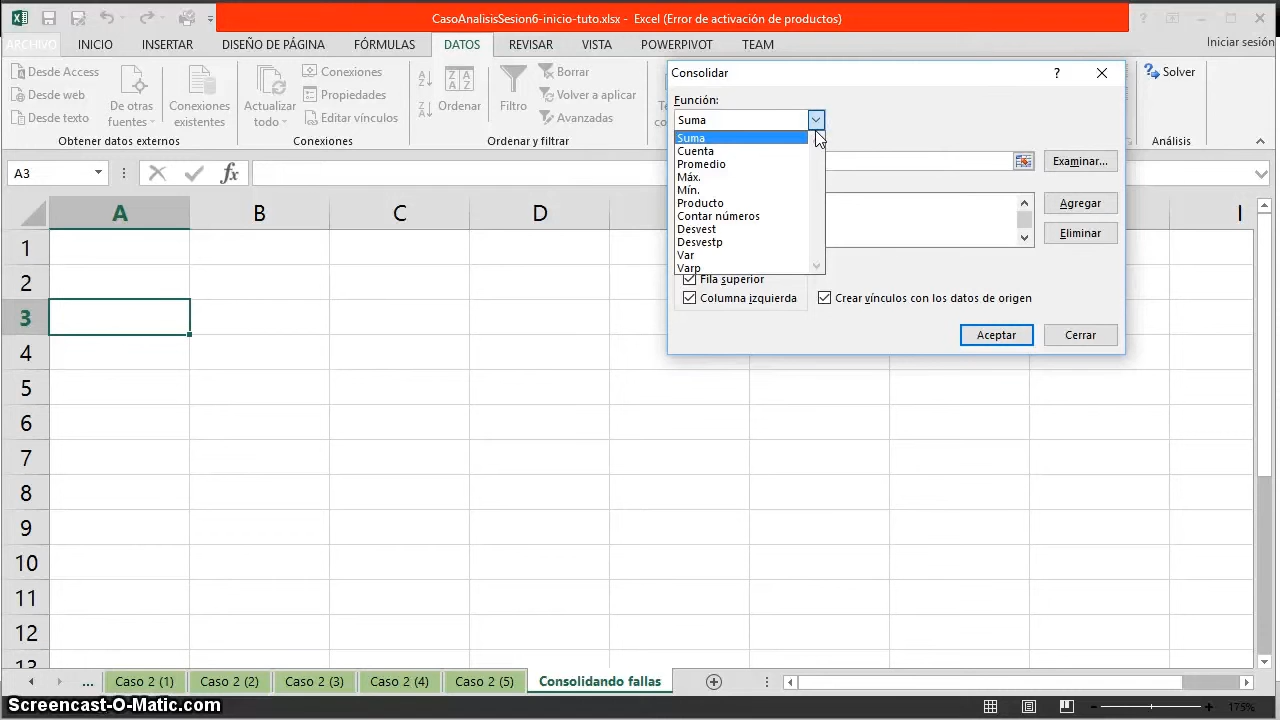 CasoAnalisisSesion6-inicio-tuto.xlsx - Excel (Error de activación de productos)
ARCHIVO INICIO INSERTAR DISEÑO DE PÁGINA FÓRMULAS DATOS REVISAR VISTA POWERPIVOT TEAM Iniciar sesión
Desde Access
Desde web
Desde texto
De otras
fuentes
Conexiones
existentes
Obtener datos externos
Actualizar
todo
Conexiones
Propiedades
Editar vínculos
Conexiones
Ordenar
Filtro
Borrar
Volver a aplicar
Avanzadas
Ordenar y filtrar
Solver
Análisis
Consolidar ?
Función:
Suma
Suma
Cuenta
Promedio
Máx.
Mín.
Producto
Contar números
Desvest
Desvestp
Var
Varp
Examinar...
Agregar
Eliminar
Fila superior
Columna izquierda
Crear vínculos con los datos de origen
Aceptar
Cerrar
A3
fx
A B C D I
1
2
3
4
5
6
7
8
9
10
11
12
13
... Caso 2 (1) Caso 2 (2) Caso 2 (3) Caso 2 (4) Caso 2 (5) Consolidando fallas
Screencast-O-Matic.com
175%